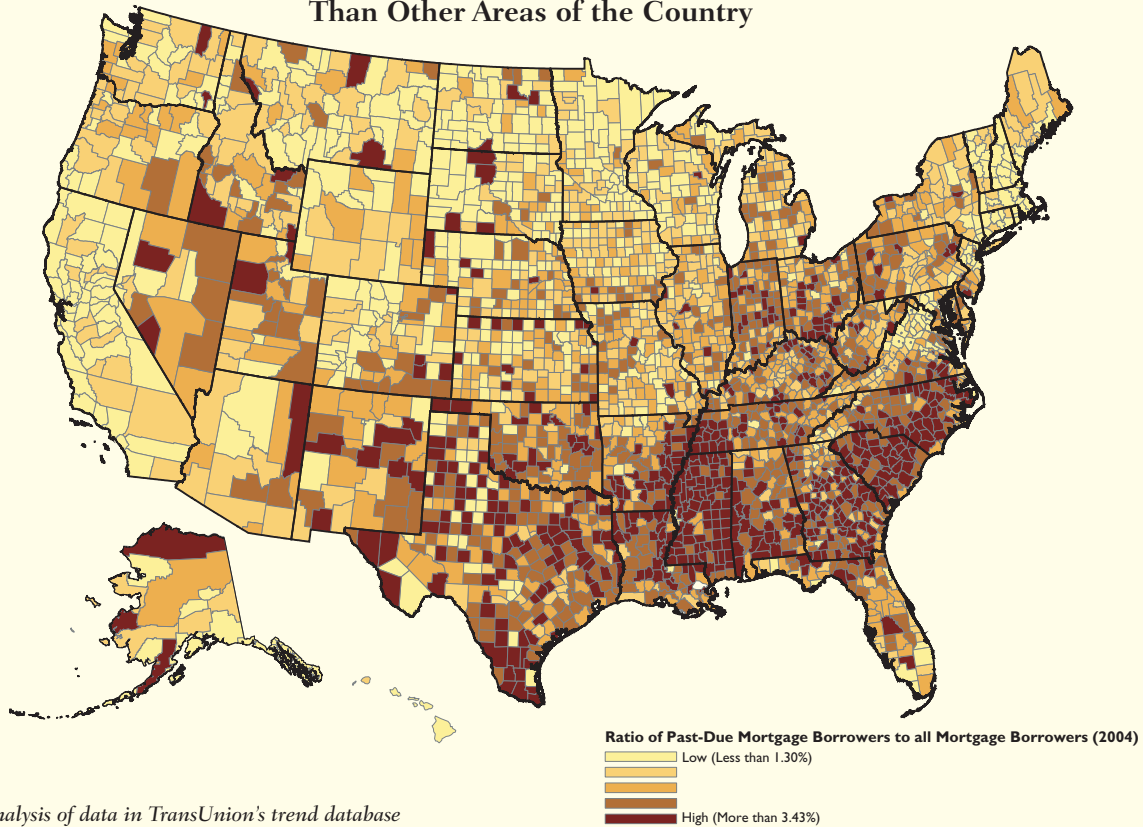 Than Other Areas of the Country
Ratio of Past-Due Mortgage Borrowers to all Mortgage Borrowers (2004)
Low (Less than 1.30%)
High (More than 3.43%)
nalysis of data in TransUnion's trend database